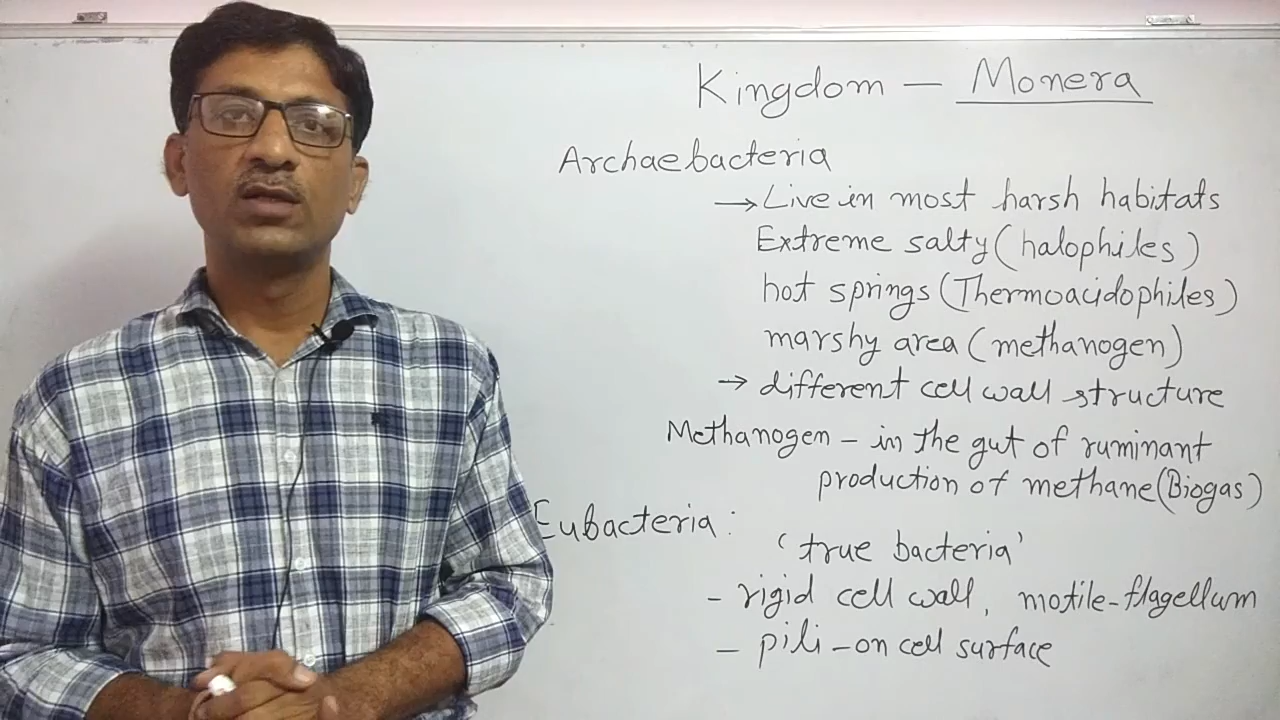 Kingdom — Monera
Archaebacteria
→ Live in most harsh habitats
Extreme salty (halophiles)
hot springs (Thermoacidophiles)
marshy area (methanogen)
→ different cell wall structure
Methanogen – in the gut of ruminant
production of methane (Biogas)
Eubacteria :
'true bacteria'
- rigid cell wall, motile-flagellum
- pili - on cell surface